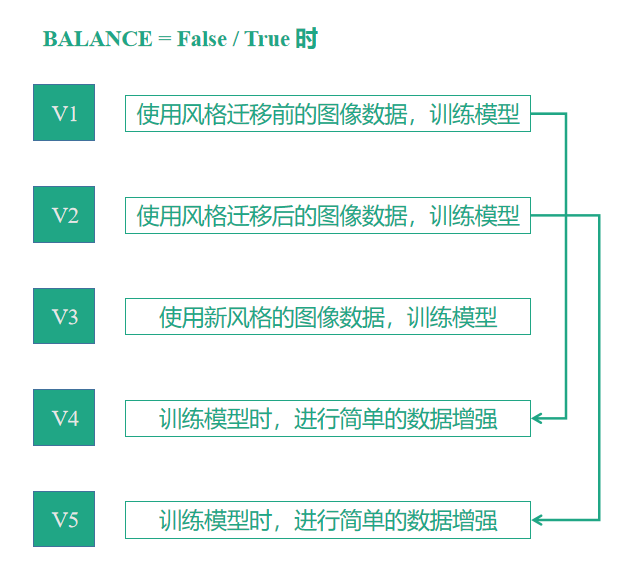 BALANCE = False / True 时
V1 使用风格迁移前的图像数据，训练模型
V2 使用风格迁移后的图像数据，训练模型
V3 使用新风格的图像数据，训练模型
V4 训练模型时，进行简单的数据增强
V5 训练模型时，进行简单的数据增强